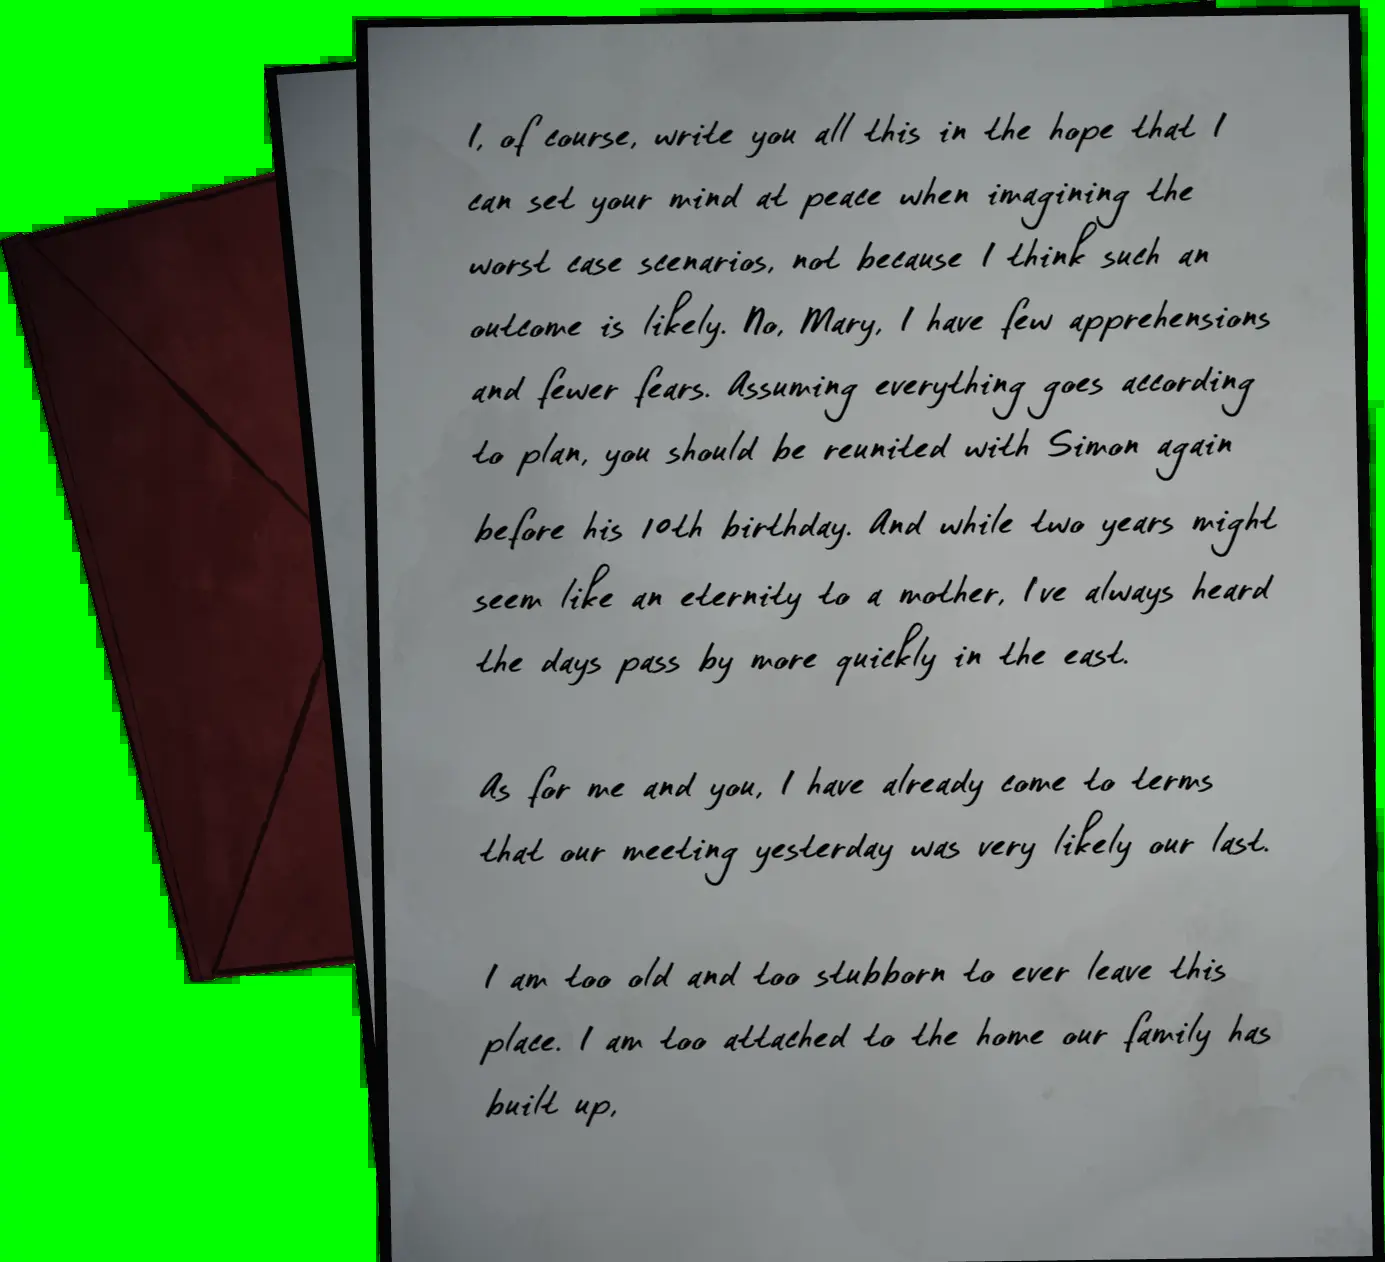 I, of course, write you all this in the hope that I
can set your mind at peace when imagining the
worst case scenarios, not because I think such an
outcome is likely. No, Mary, I have few apprehensions
and fewer fears. Assuming everything goes according
to plan, you should be reunited with Simon again
before his 10th birthday. And while two years might
seem like an eternity to a mother, I've always heard
the days pass by more quickly in the east.
As for me and you, I have already come to terms
that our meeting yesterday was very likely our last.
I am too old and too stubborn to ever leave this
place. I am too attached to the home our family has
built up,